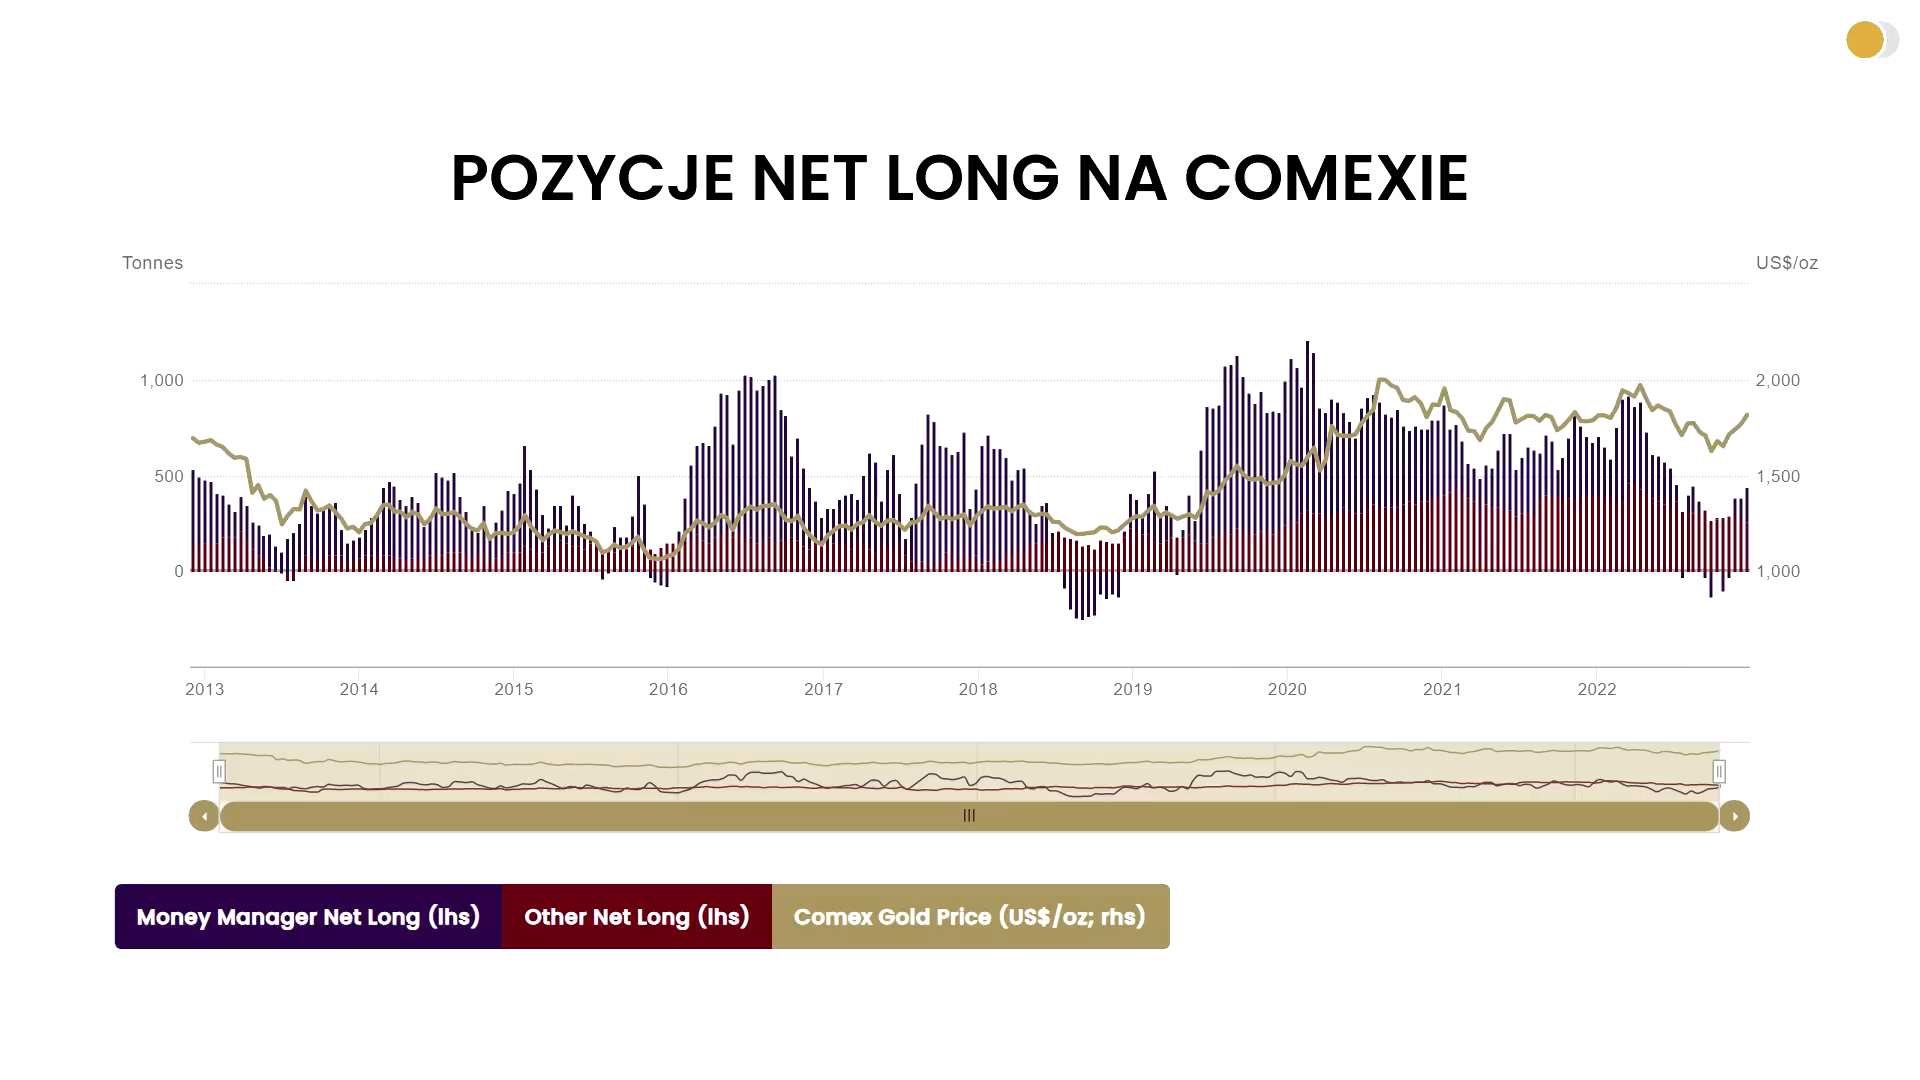 POZYCJE NET LONG NA COMEXIE
Tonnes
US$/oz
1,000
2,000
500
1,500
0
1,000
2013 2014 2015 2016 2017 2018 2019 2020 2021 2022
Money Manager Net Long (lhs) Other Net Long (lhs) Comex Gold Price (US$/oz; rhs)